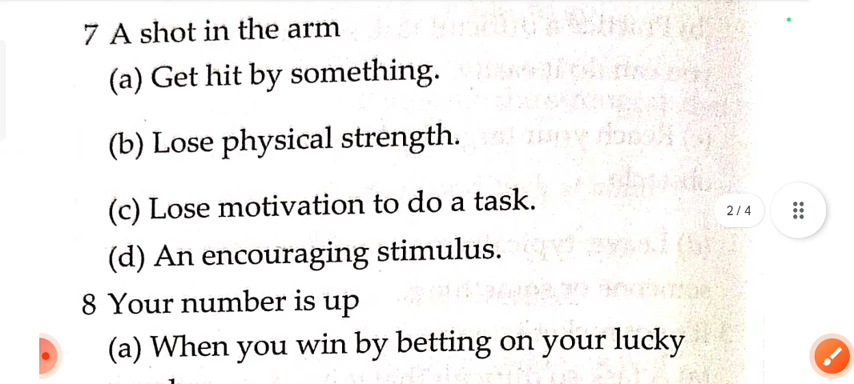 7 A shot in the arm
(a) Get hit by something.
(b) Lose physical strength.
(c) Lose motivation to do a task.
2/4
(d) An encouraging stimulus.
8 Your number is up
(a) When you win by betting on your lucky